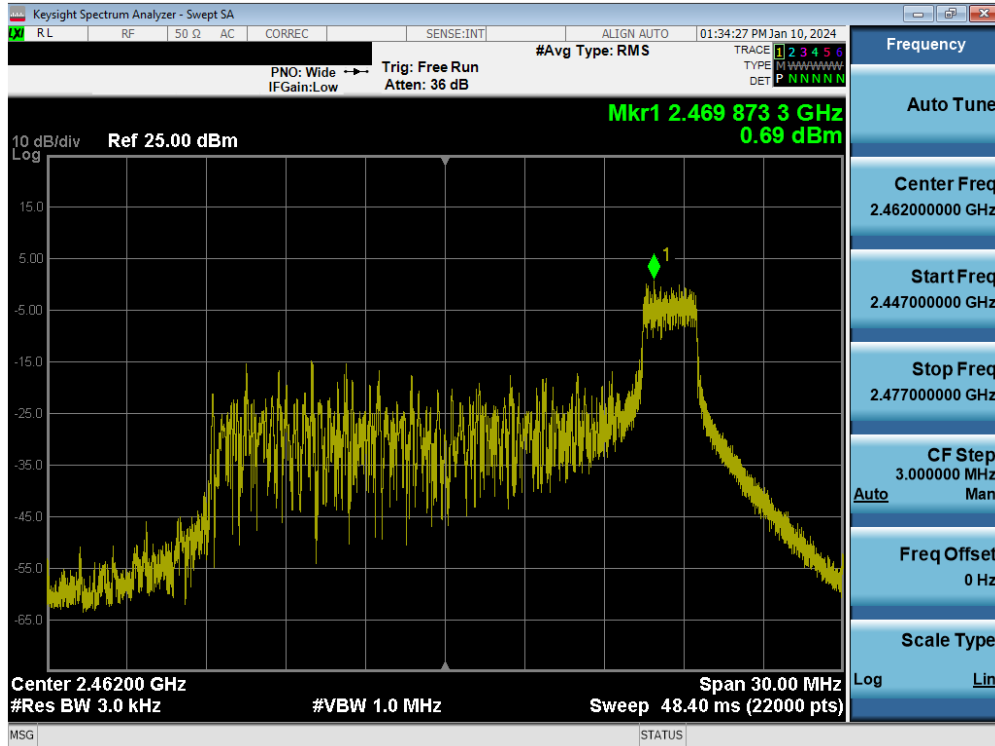 Keysight Spectrum Analyzer - Swept SA
LXI RL RF 50 Ω AC CORREC SENSE:INT ALIGN AUTO 01:34:27 PM Jan 10, 2024
#Avg Type: RMS
TRACE 1 2 3 4 5 6
TYPE M WWWWW
DET P N N N N N
PNO: Wide
IFGain:Low
Trig: Free Run
Atten: 36 dB
Mkr1 2.469 873 3 GHz
0.69 dBm
10 dB/div
Log
Ref 25.00 dBm
15.0
5.00
-5.00
-15.0
-25.0
-35.0
-45.0
-55.0
-65.0
1
Center 2.46200 GHz
#Res BW 3.0 kHz
#VBW 1.0 MHz
Span 30.00 MHz
Sweep 48.40 ms (22000 pts)
MSG
STATUS
Frequency
Auto Tune
Center Freq
2.462000000 GHz
Start Freq
2.447000000 GHz
Stop Freq
2.477000000 GHz
CF Step
3.000000 MHz
Auto Man
Freq Offset
0 Hz
Scale Type
Log Lin